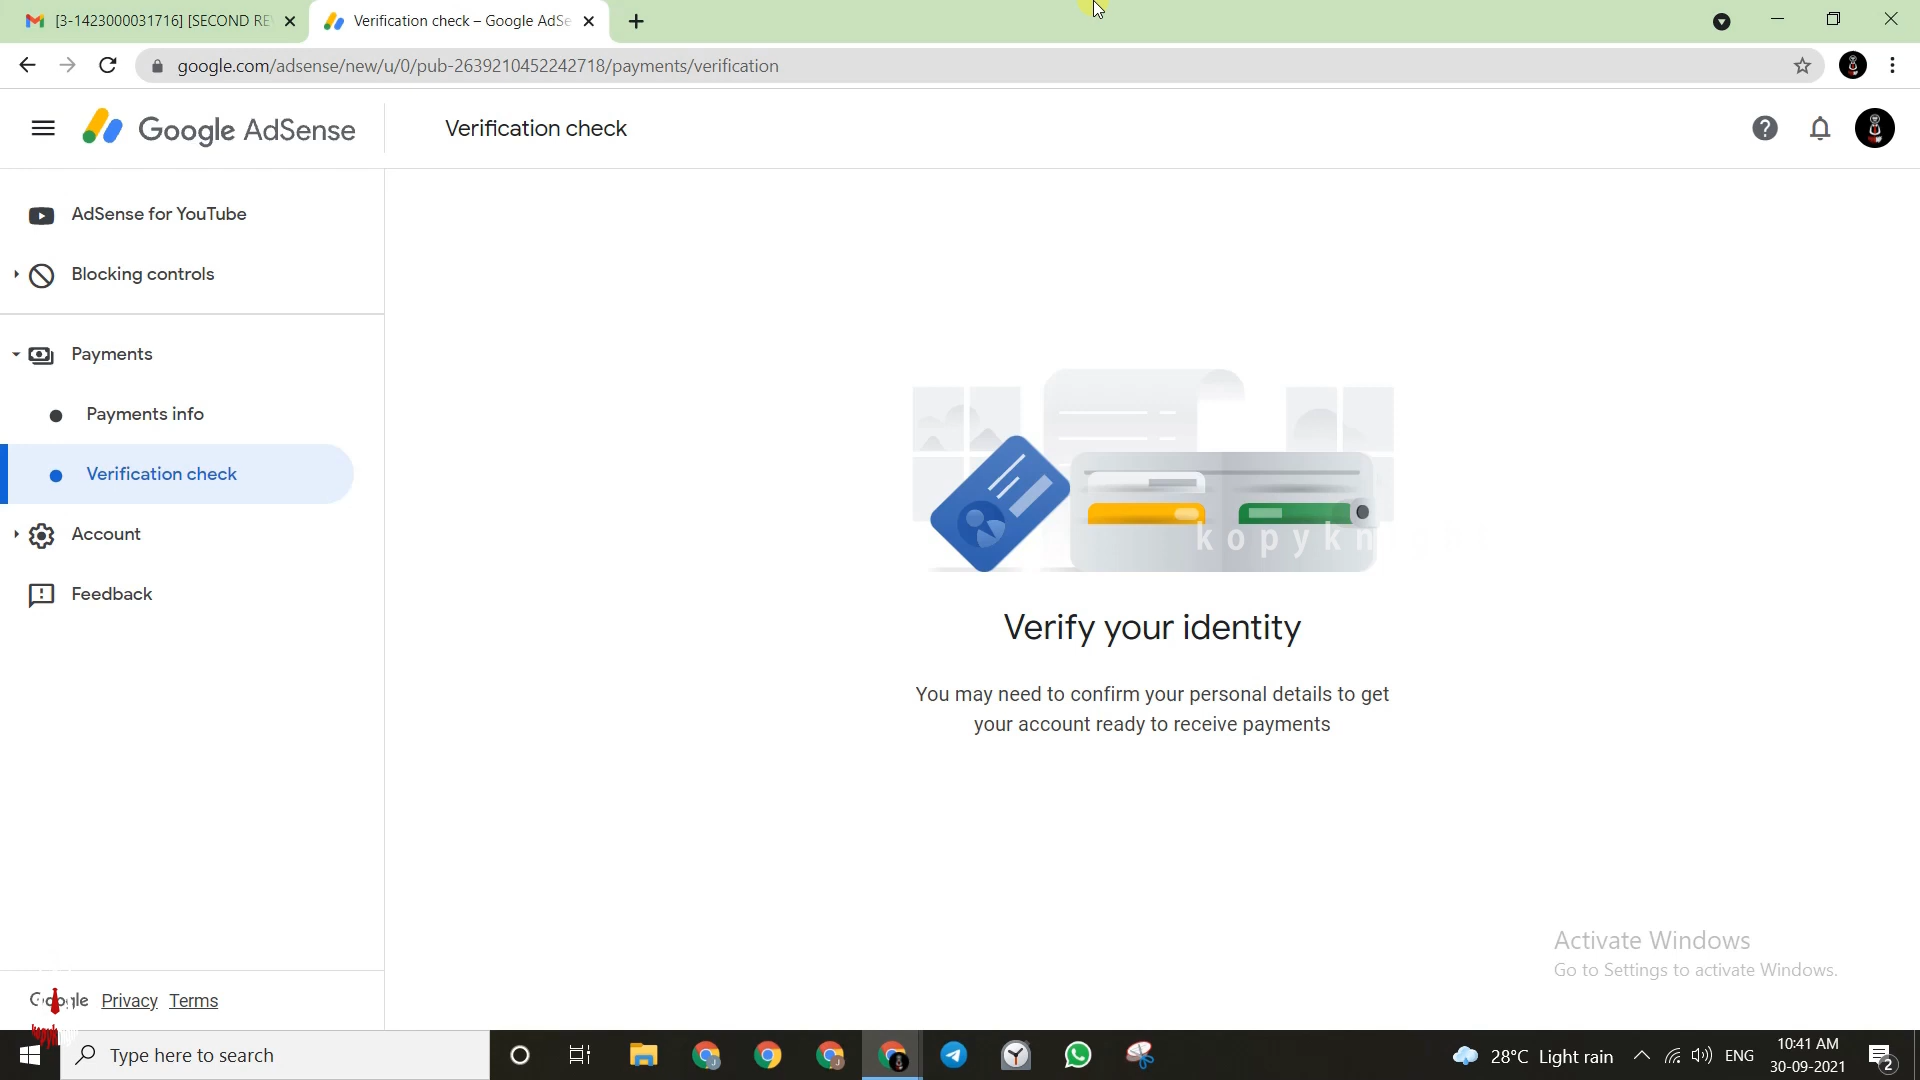 [3-1423000031716] [SECOND RE
Verification check – Google AdSe
google.com/adsense/new/u/0/pub-2639210452242718/payments/verification
Google AdSense
Verification check
AdSense for YouTube
Blocking controls
Payments
Payments info
Verification check
Account
Feedback
kopykn
Verify your identity
You may need to confirm your personal details to get
your account ready to receive payments
Activate Windows
Go to Settings to activate Windows.
Google Privacy Terms
Type here to search
28°C Light rain
ENG
10:41 AM
30-09-2021
2